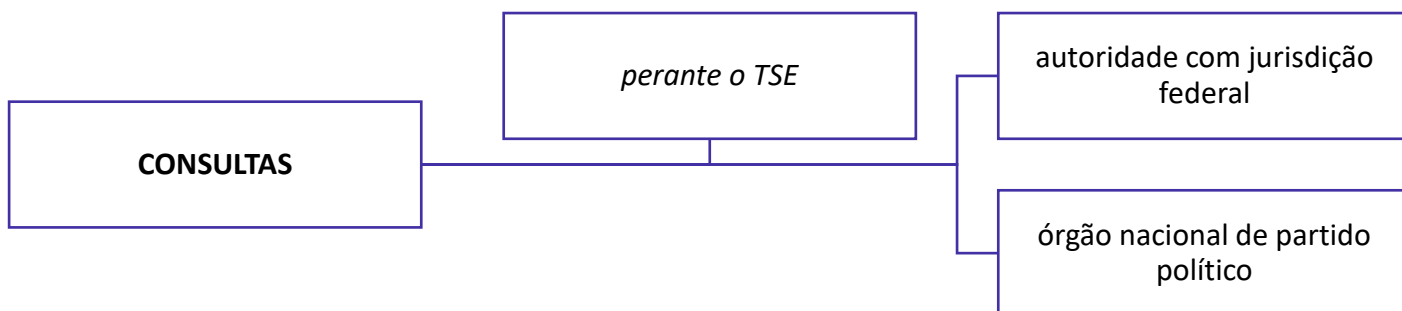 CONSULTAS
perante o TSE
autoridade com jurisdição
federal
órgão nacional de partido
político